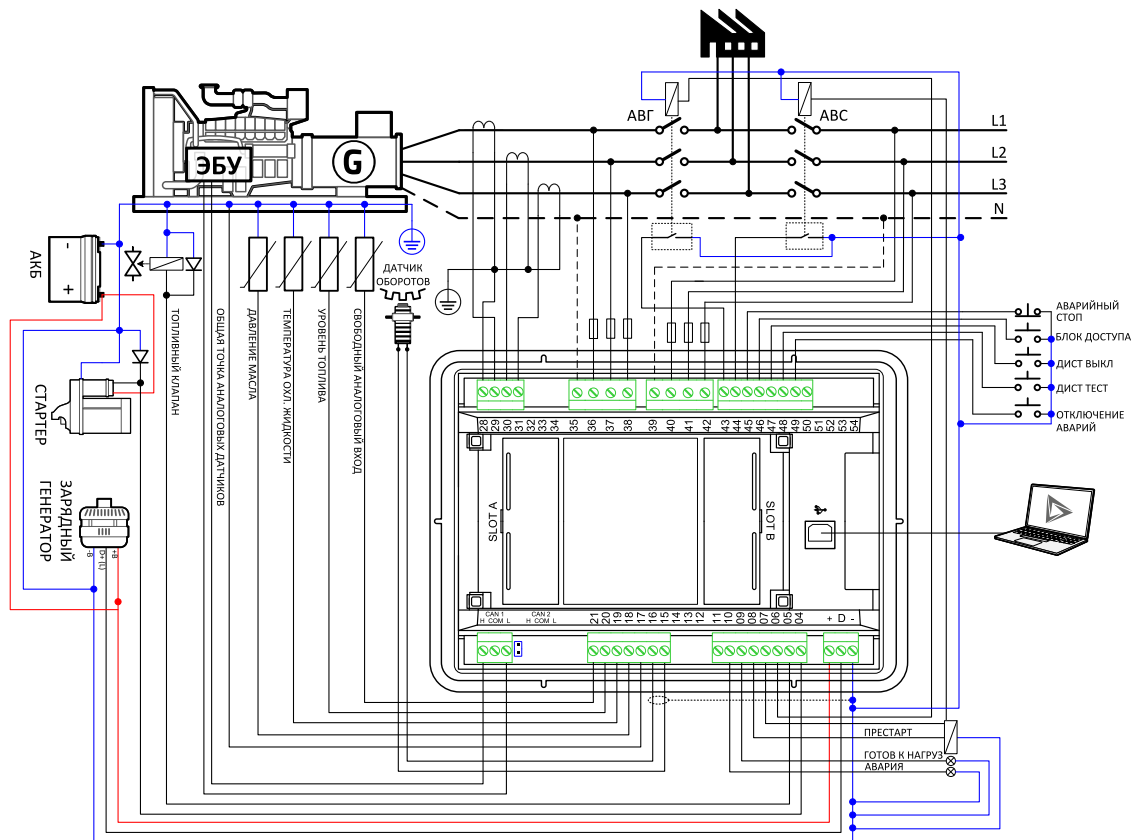 АВГ
АВС
L1
L2
L3
N
ЭБУ
G
АКБ
-
+
ДАТЧИК
ОБОРОТОВ
ТОПЛИВНЫЙ КЛАПАН
ОБЩАЯ ТОЧКА АНАЛОГОВЫХ ДАТЧИКОВ
ДАВЛЕНИЕ МАСЛА
ТЕМПЕРАТУРА ОХЛ. ЖИДКОСТИ
УРОВЕНЬ ТОПЛИВА
СВОБОДНЫЙ АНАЛОГОВЫЙ ВХОД
АВАРИЙНЫЙ
СТОП
БЛОК ДОСТУПА
ДИСТ ВЫКЛ
ДИСТ ТЕСТ
ОТКЛЮЧЕНИЕ
АВАРИЙ
СТАРТЕР
28 29 30 31 32 33 34 35 36 37 38 39 40 41 42 43 44 45 46 47 48 49 50 51 52 53 54
ЗАРЯДНЫЙ
ГЕНЕРАТОР
-B
D+ (L)
+B
SLOT A
SLOT B
CAN 1
H COM L
CAN 2
H COM L
21 20 19 18 17 16 15 14 13 12 11 10 09 08 07 06 05 04
+ D -
ПРЕСТАРТ
ГОТОВ К НАГРУЗ
АВАРИЯ